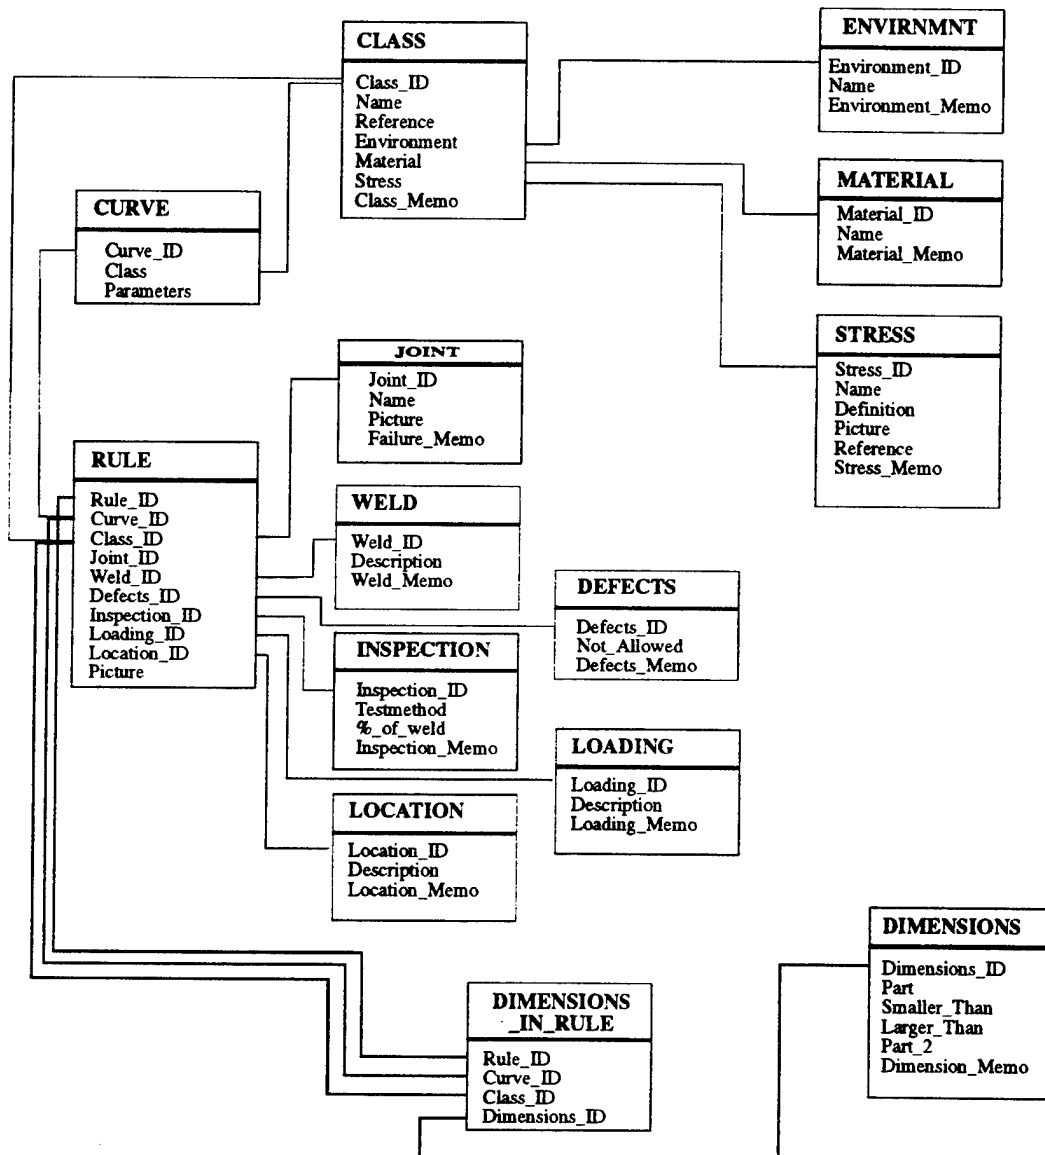 CLASS
Class_ID
Name
Reference
Environment
Material
Stress
Class_Memo
ENVIRNMNT
Environment_ID
Name
Environment_Memo
MATERIAL
Material_ID
Name
Material_Memo
CURVE
Curve_ID
Class
Parameters
STRESS
Stress_ID
Name
Definition
Picture
Reference
Stress_Memo
JOINT
Joint_ID
Name
Picture
Failure_Memo
RULE
Rule_ID
Curve_ID
Class_ID
Joint_ID
Weld_ID
Defects_ID
Inspection_ID
Loading_ID
Location_ID
Picture
WELD
Weld_ID
Description
Weld_Memo
DEFECTS
Defects_ID
Not_Allowed
Defects_Memo
INSPECTION
Inspection_ID
Testmethod
%_of_weld
Inspection_Memo
LOADING
Loading_ID
Description
Loading_Memo
LOCATION
Location_ID
Description
Location_Memo
DIMENSIONS
Dimensions_ID
Part
Smaller_Than
Larger_Than
Part_2
Dimension_Memo
DIMENSIONS
_IN_RULE
Rule_ID
Curve_ID
Class_ID
Dimensions_ID